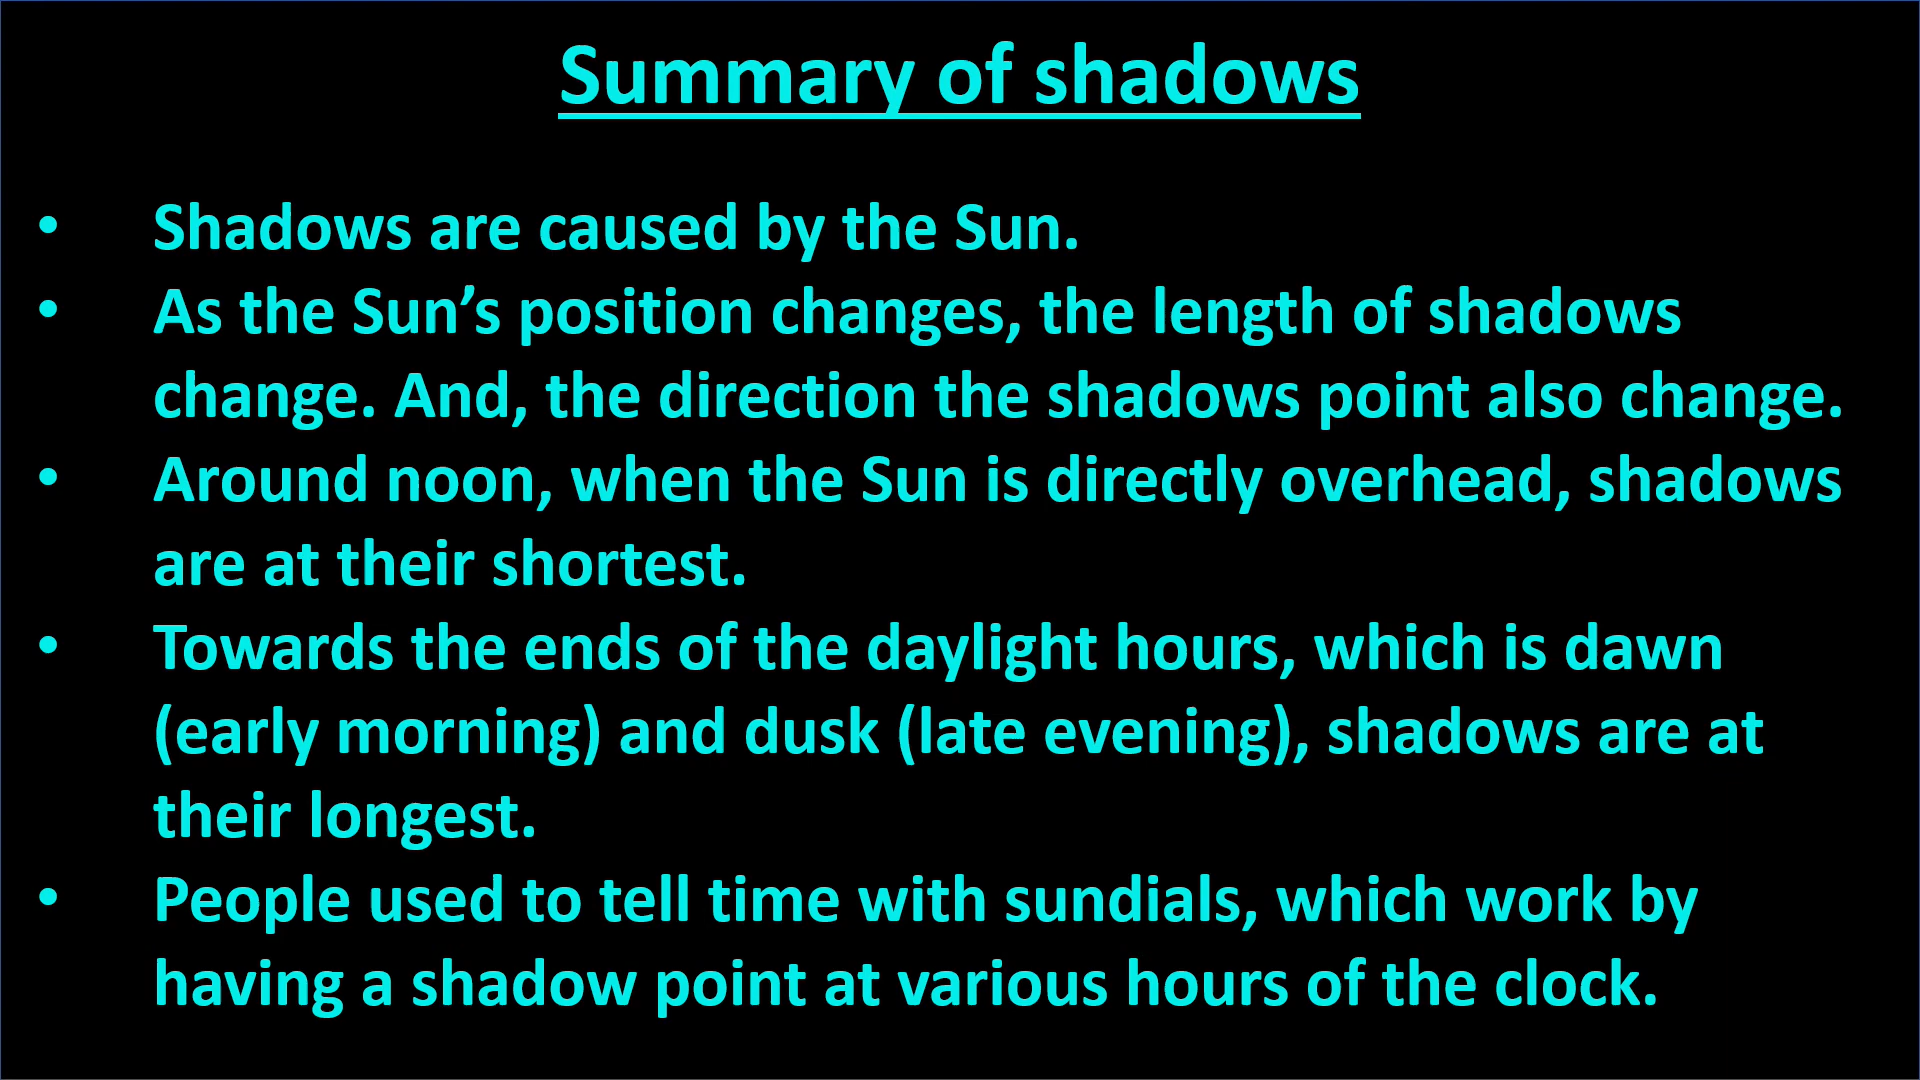 Summary of shadows
• Shadows are caused by the Sun.
• As the Sun’s position changes, the length of shadows
change. And, the direction the shadows point also change.
• Around noon, when the Sun is directly overhead, shadows
are at their shortest.
• Towards the ends of the daylight hours, which is dawn
(early morning) and dusk (late evening), shadows are at
their longest.
• People used to tell time with sundials, which work by
having a shadow point at various hours of the clock.